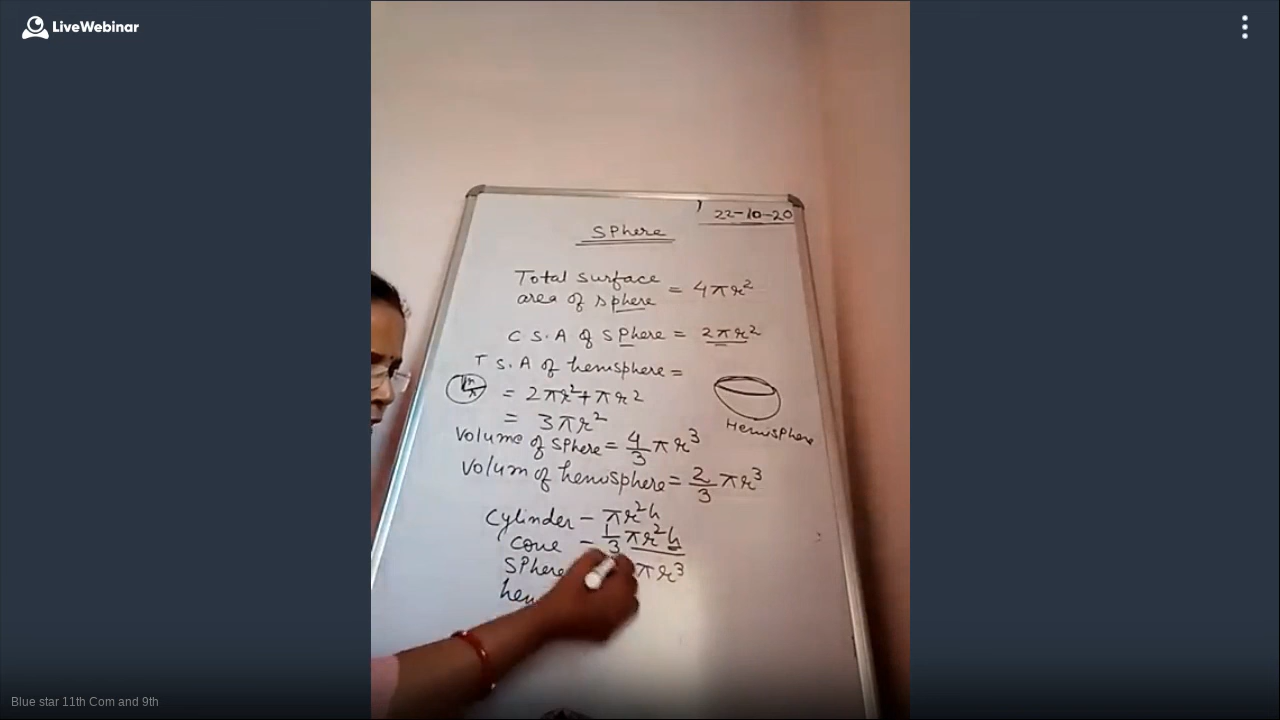 LiveWebinar
22-10-20
Sphere
Total surface
area of sphere = 4πr²
C S.A of sphere = 2πr²
T S.A of hemisphere =
= 2πr²+πr2
= 3πr²
Hemisphere
Volume of sphere = 4/3 πr³
Volum of hemisphere = 2/3 πr³
Cylinder - πr²h
Cone - 1/3 πr²h
Sphere πr³
hem
Blue star 11th Com and 9th